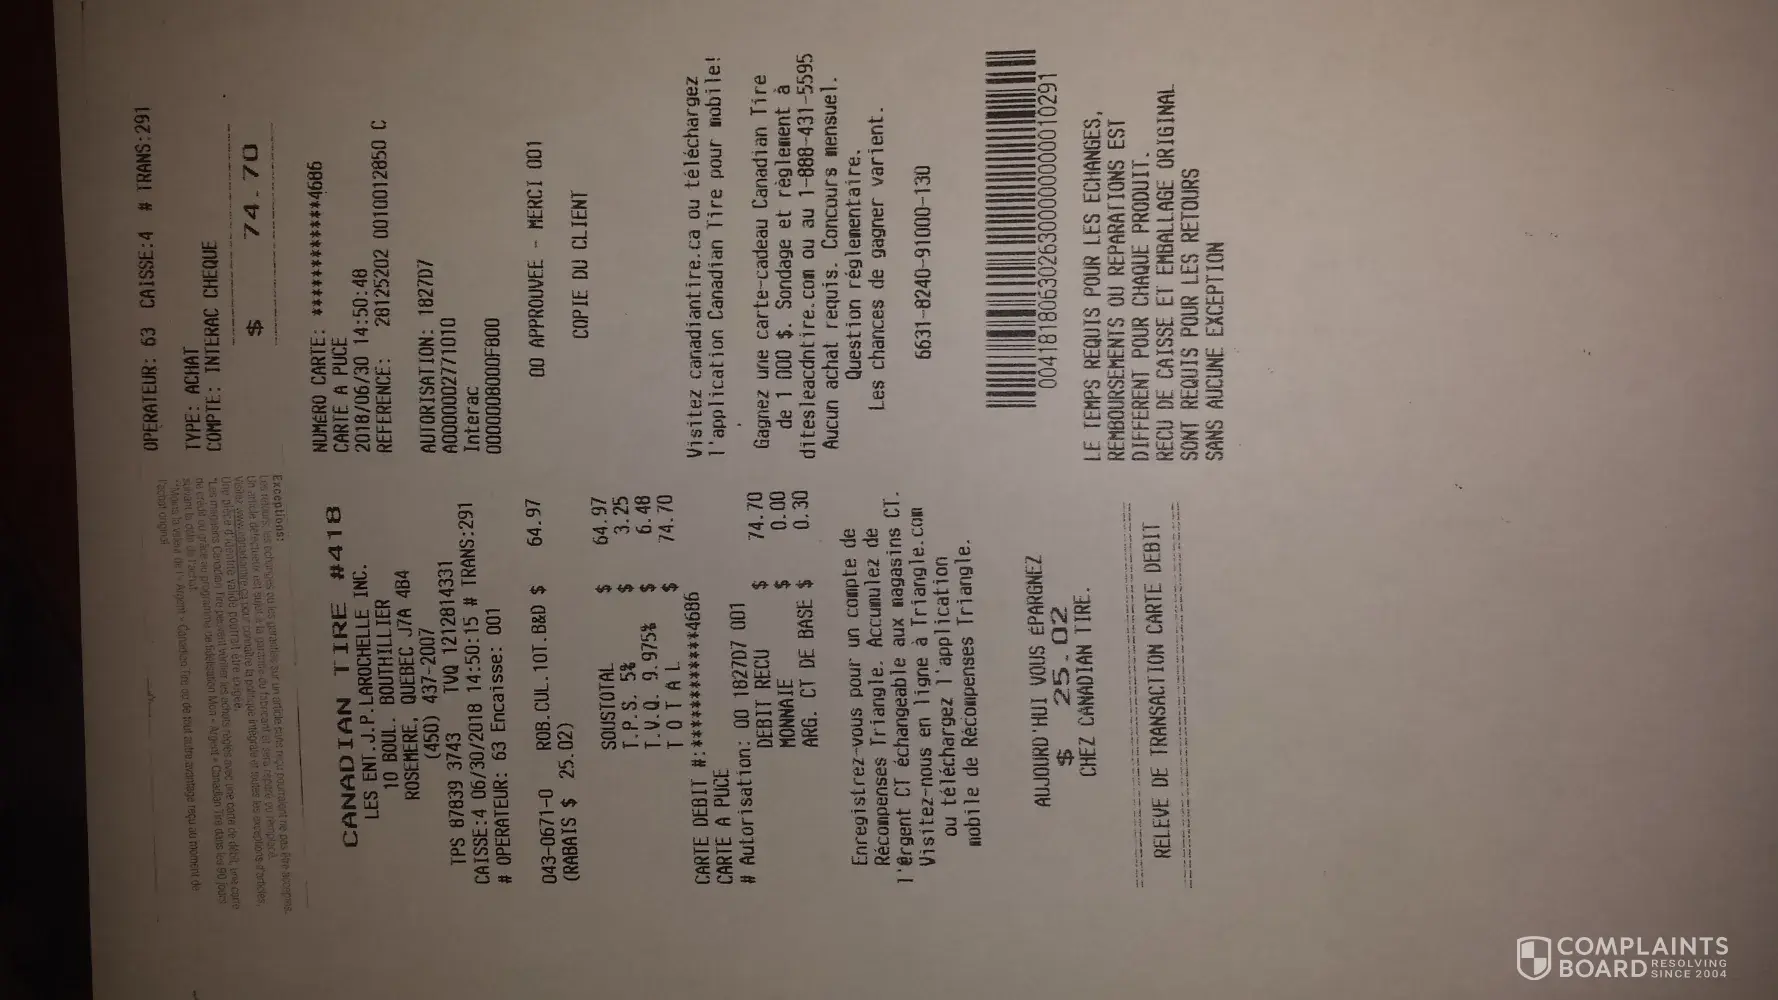 CANADIAN TIRE #418
LES ENT.J.P.LAROCHELLE INC.
10 BOUL. BOUTHILLIER
ROSEMERE, QUEBEC J7A 4B4
(450) 437-2007
TPS 87839 3743 TVQ 1212814331
CAISSE:4 06/30/2018 14:50:15 # TRANS:291
# OPERATEUR: 63 Encaisse: 001
043-0671-0 ROB.CUL.1OT.B&D $ 64.97
(RABAIS $ 25.02)
SOUSTOTAL $ 64.97
T.P.S. 5% $ 3.25
T.V.Q. 9.975% $ 6.48
T O T A L $ 74.70
CARTE DEBIT #:************4686
CARTE A PUCE
# Autorisation: 00 1827D7 001
DEBIT RECU $ 74.70
MONNAIE $ 0.00
ARG. CT DE BASE $ 0.30
Enregistrez-vous pour un compte de
Récompenses Triangle. Accumulez de
l'ērgent CT échangeable aux magasins CT.
Visitez-nous en ligne à Triangle.com
ou téléchargez l'application
mobile de Récompenses Triangle.
AUJOURD'HUI VOUS EPARGNEZ
$ 25.02
CHEZ CANADIAN TIRE.
RELEVE DE TRANSACTION CARTE DEBIT
OPERATEUR: 63 CAISSE:4 # TRANS:291
TYPE: ACHAT
COMPTE: INTERAC CHEQUE
$ 74.70
NUMERO CARTE: ************4686
CARTE A PUCE
2018/06/30 14:50:48
REFERENCE: 28125202 0010012850 C
AUTORISATION: 1827D7
A0000002771010
Interac
0000008000F800
00 APPROUVEE - MERCI 001
COPIE DU CLIENT
Visitez canadiantire.ca ou téléchargez
l'application Canadian Tire pour mobile!
Gagnez une carte-cadeau Canadian Tire
de 1 000 $. Sondage et règlement à
ditesleacdntire.com ou au 1-888-431-5595
Aucun achat requis. Concours mensuel.
Question réglementaire.
Les chances de gagner varient.
6631-8240-91000-130
0041818063026300000000010291
LE TEMPS REQUIS POUR LES ECHANGES,
REMBOURSEMENTS OU REPARATIONS EST
DIFFERENT POUR CHAQUE PRODUIT.
RECU DE CAISSE ET EMBALLAGE ORIGINAL
SONT REQUIS POUR LES RETOURS
SANS AUCUNE EXCEPTION
Exceptions:
COMPLAINTS
BOARD RESOLVING
SINCE 2004